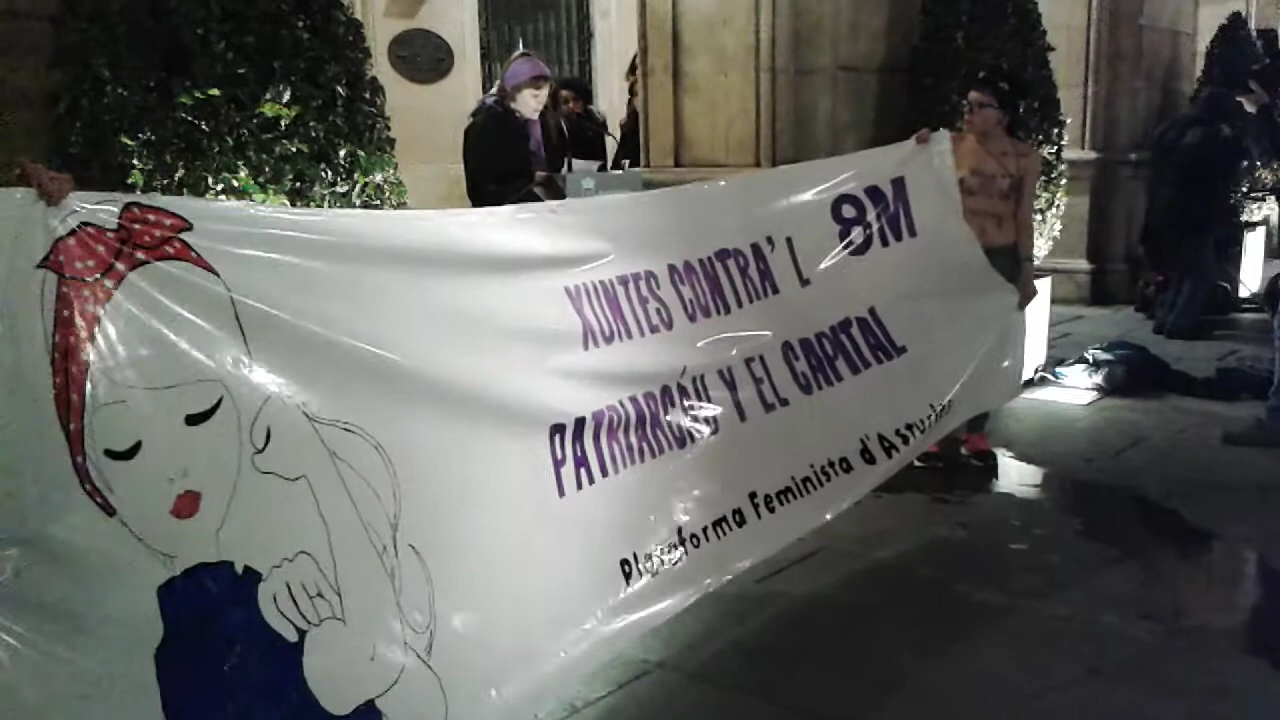 8M
XUNTES CONTRA' L
PATRIARCÁU Y EL CAPITAL
Plataforma Feminista d'Asturies